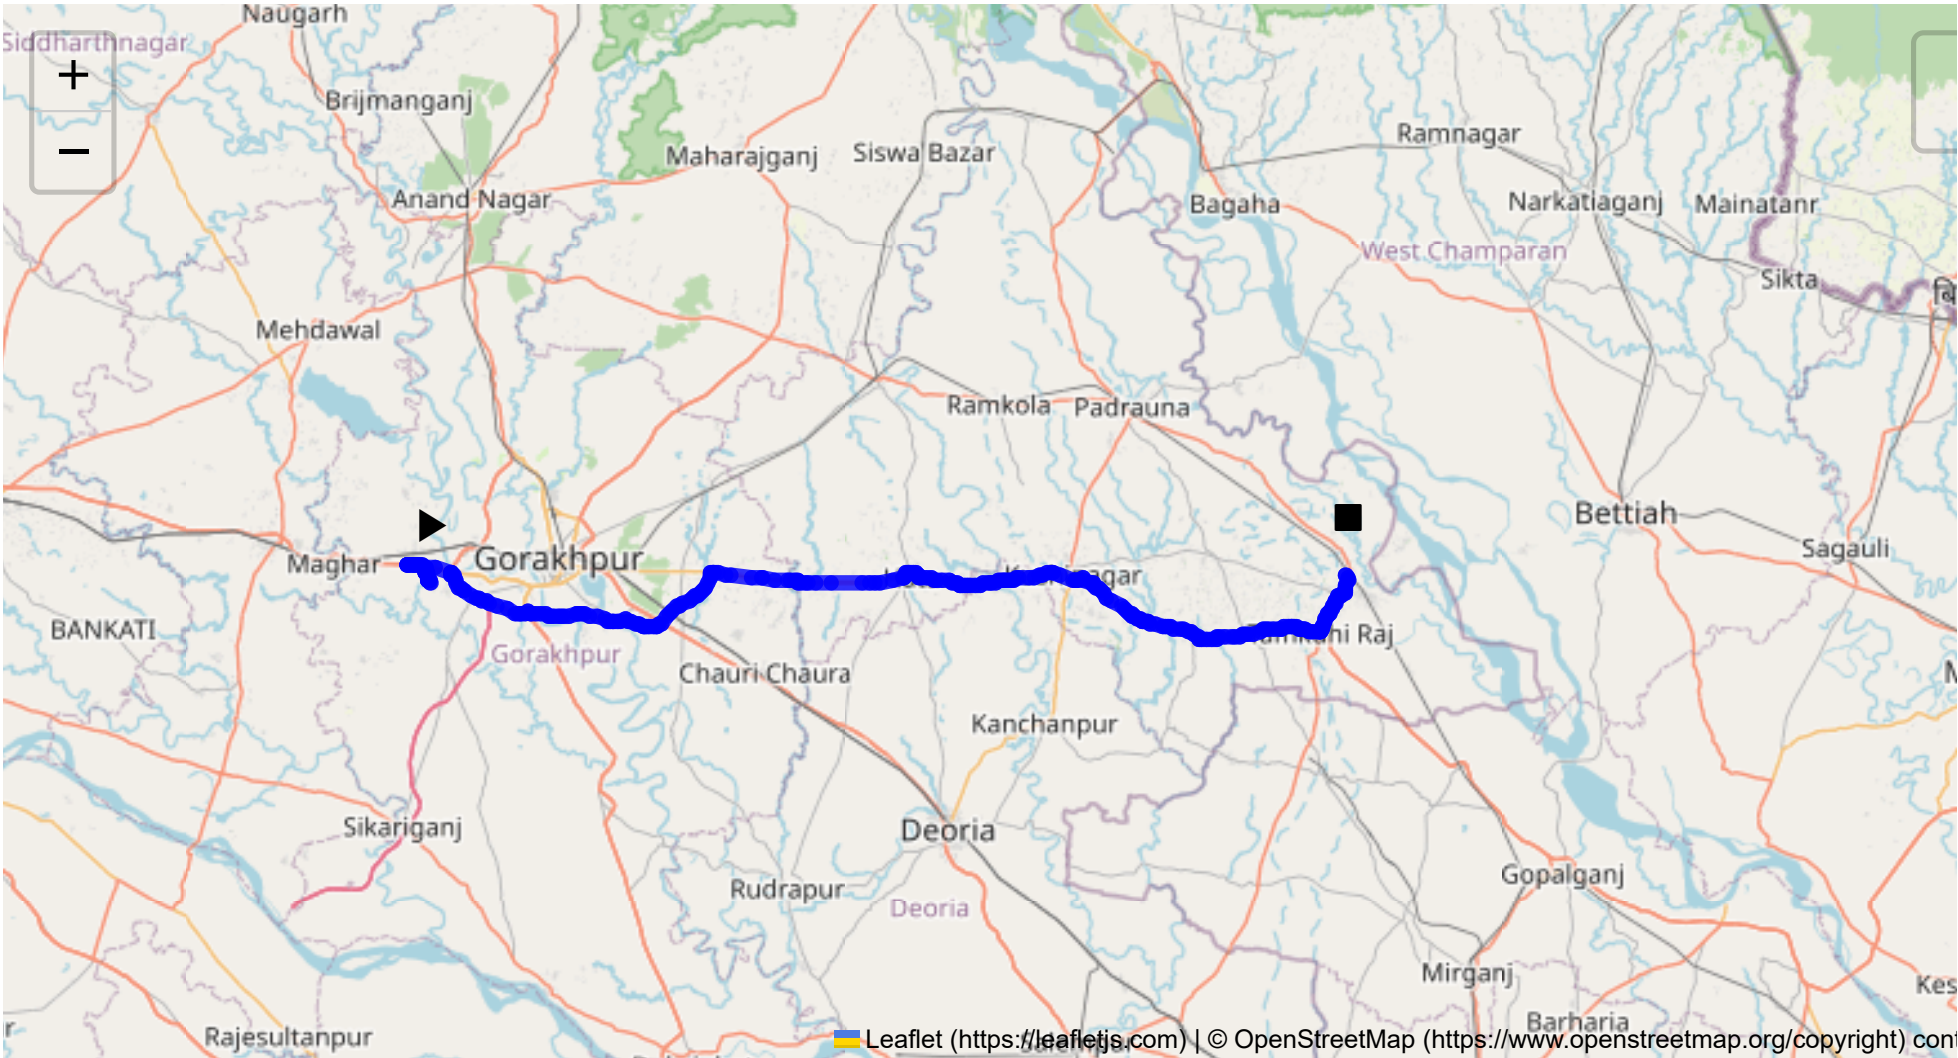 Naugarh
Siddharthnagar
+
−
Brijmanganj
Maharajganj
Siswa Bazar
Ramnagar
Anand Nagar
Bagaha
Narkatiaganj
Mainatanr
West Champaran
Sikta
Mehdawal
Ramkola
Padrauna
Bettiah
Sagauli
Maghar
Gorakhpur
BANKATI
Gorakhpur
Chauri Chaura
Kanchanpur
Sikariganj
Deoria
Rudrapur
Deoria
Gopalganj
Mirganj
Barharia
Rajesultanpur
Leaflet (https://leafletjs.com) | © OpenStreetMap (https://www.openstreetmap.org/copyright)